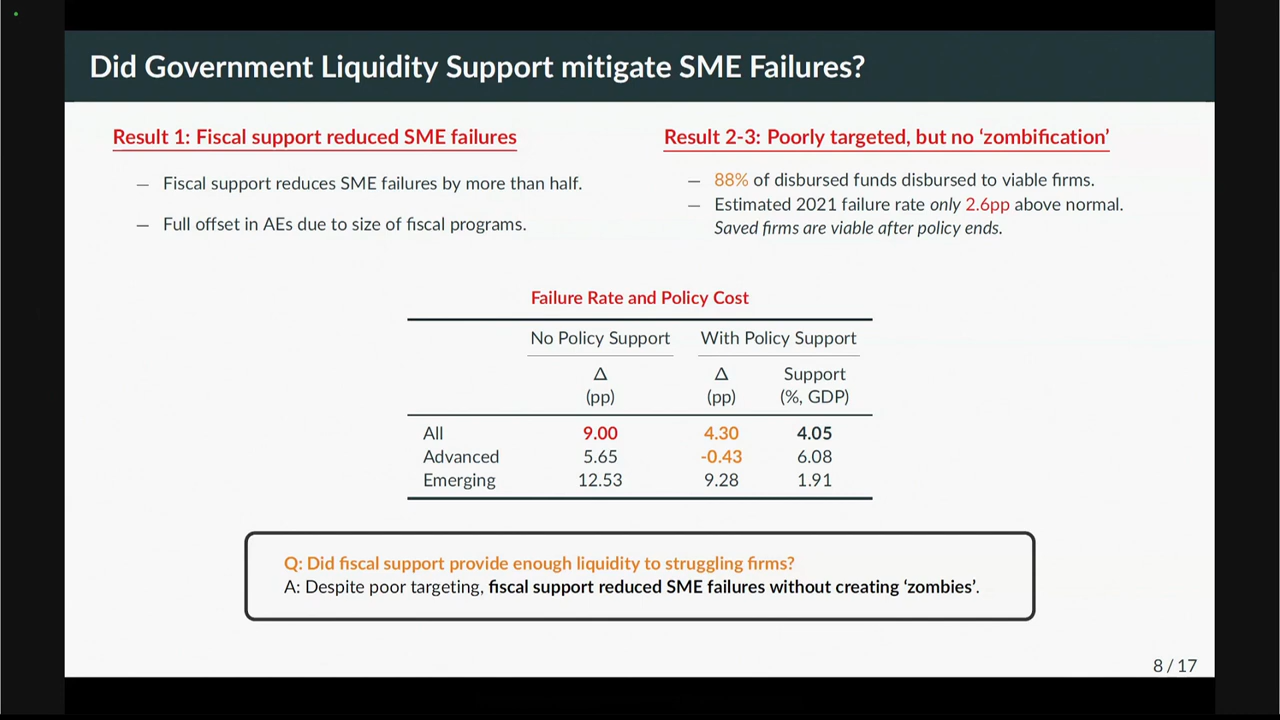 Did Government Liquidity Support mitigate SME Failures?
Result 1: Fiscal support reduced SME failures
– Fiscal support reduces SME failures by more than half.
– Full offset in AEs due to size of fiscal programs.
Result 2-3: Poorly targeted, but no ‘zombification’
– 88% of disbursed funds disbursed to viable firms.
– Estimated 2021 failure rate only 2.6pp above normal.
Saved firms are viable after policy ends.
Failure Rate and Policy Cost
No Policy Support With Policy Support
Δ Δ Support
(pp) (pp) (%, GDP)
All 9.00 4.30 4.05
Advanced 5.65 -0.43 6.08
Emerging 12.53 9.28 1.91
Q: Did fiscal support provide enough liquidity to struggling firms?
A: Despite poor targeting, fiscal support reduced SME failures without creating ‘zombies’.
8 / 17